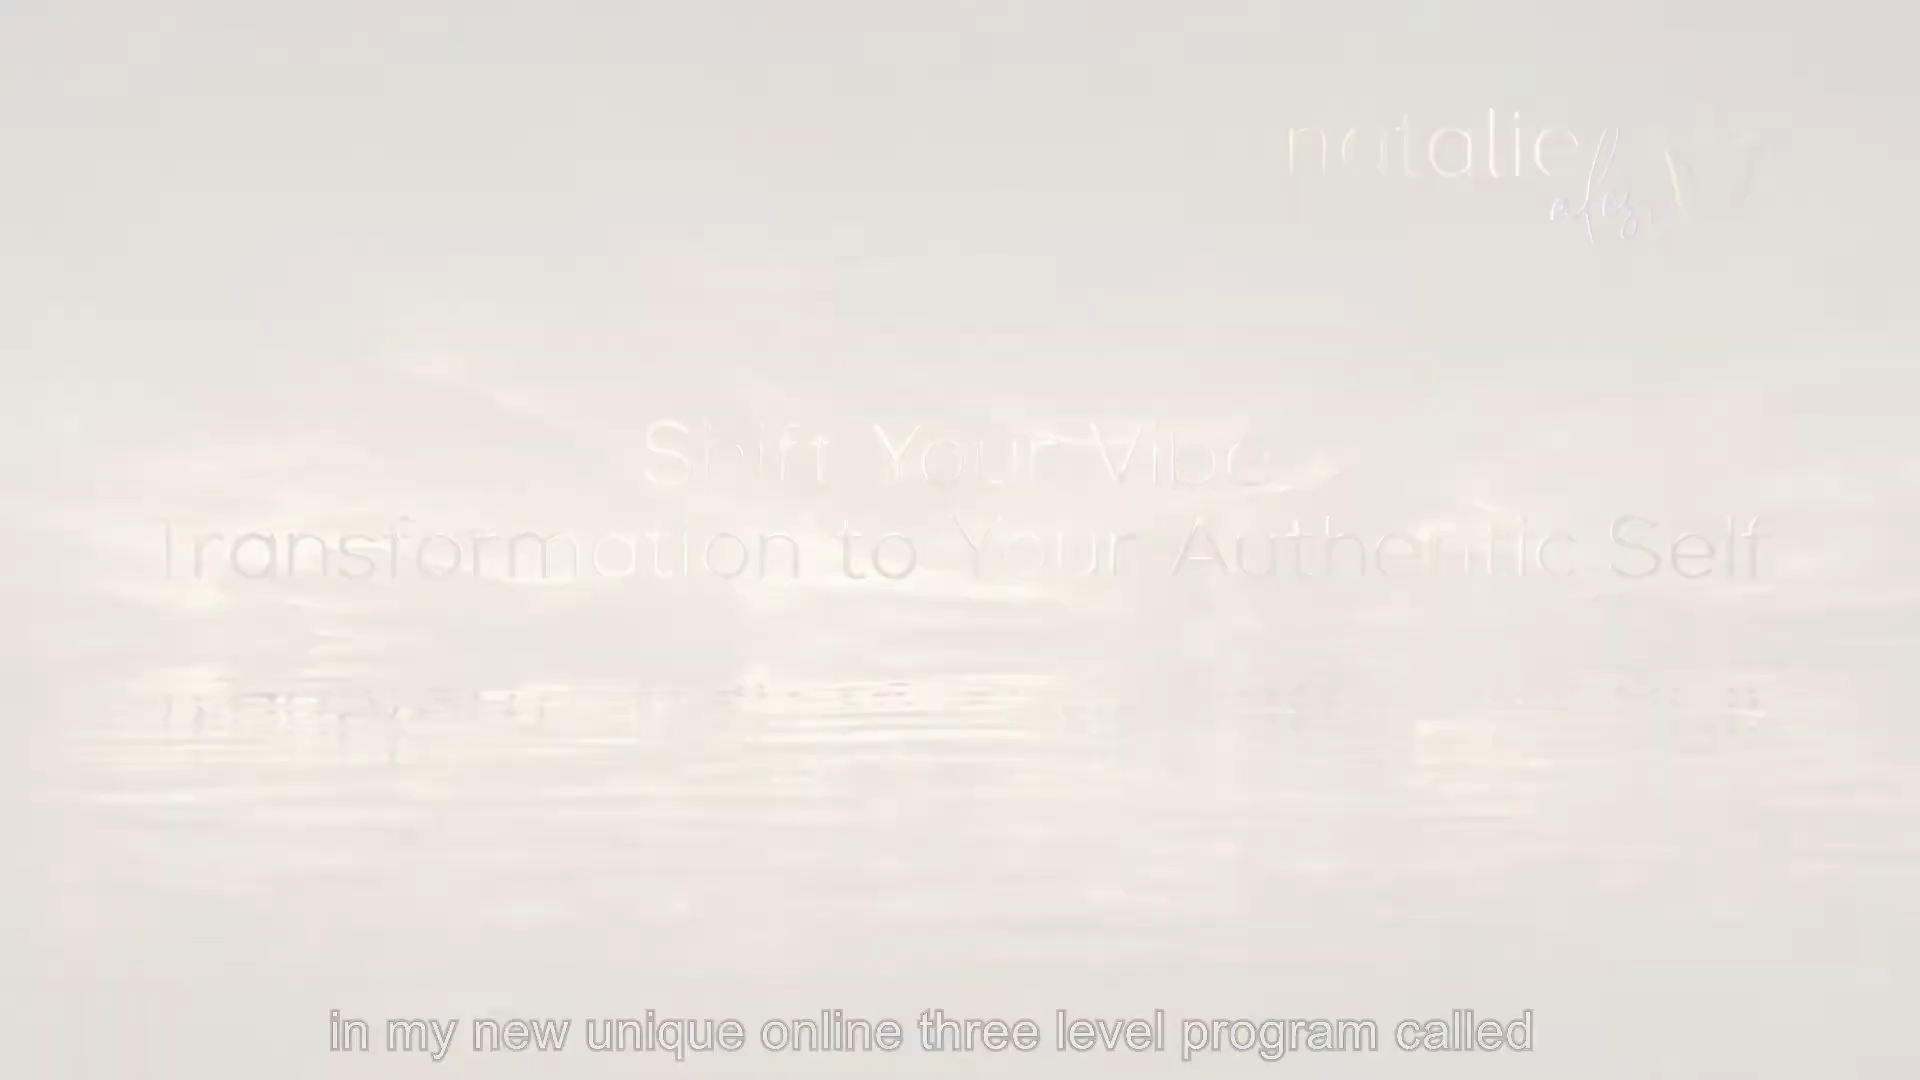 natalie
Shift Your Vibe
Transformation to Your Authentic Self
in my new unique online three level program called